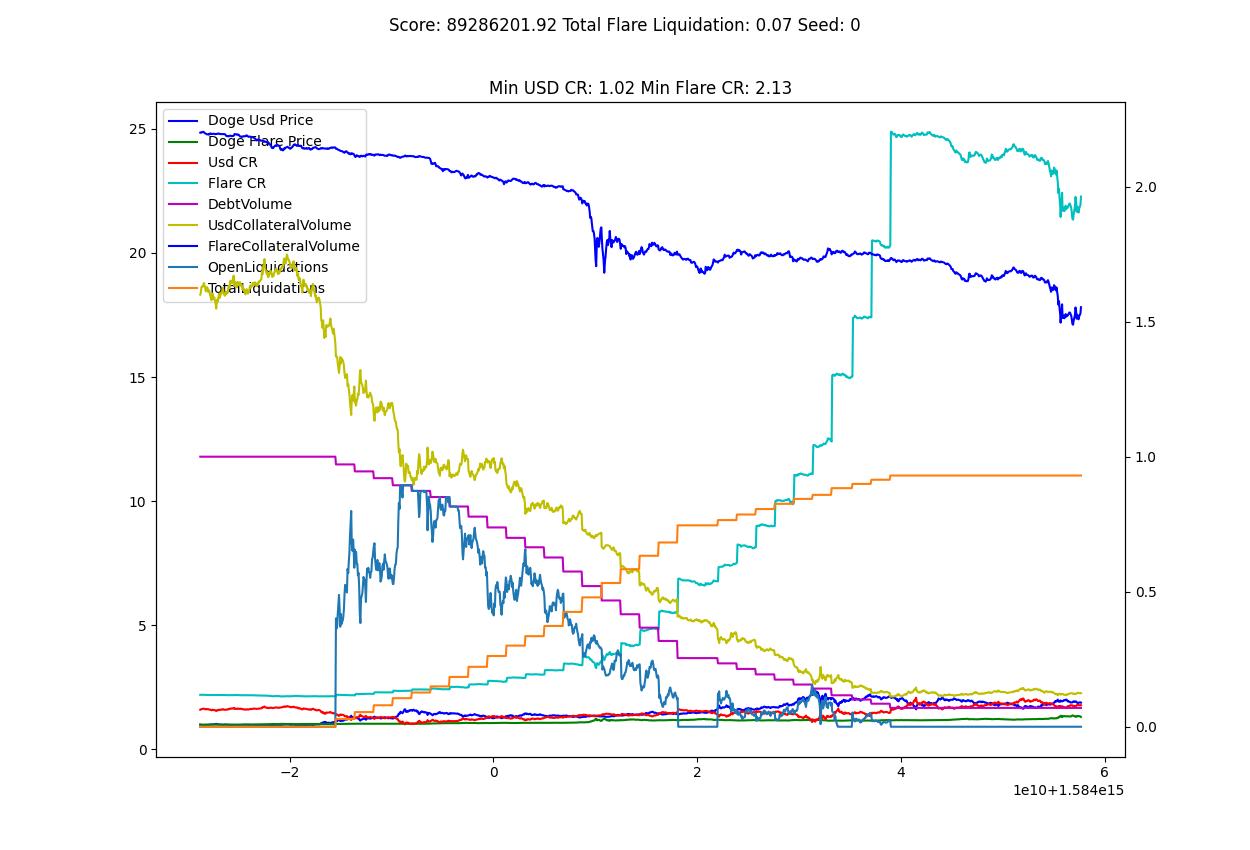 Score: 89286201.92 Total Flare Liquidation: 0.07 Seed: 0
Min USD CR: 1.02 Min Flare CR: 2.13
Doge Usd Price
Doge Flare Price
Usd CR
Flare CR
DebtVolume
UsdCollateralVolume
FlareCollateralVolume
OpenLiquidations
TotalLiquidations
25
20
15
10
5
0
2.0
1.5
1.0
0.5
0.0
−2
0
2
4
6
1e10+1.584e15